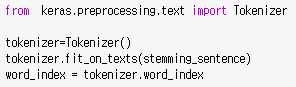 from  keras.preprocessing.text import Tokenizer
tokenizer=Tokenizer()
tokenizer.fit_on_texts(stemming_sentence)
word_index = tokenizer.word_index